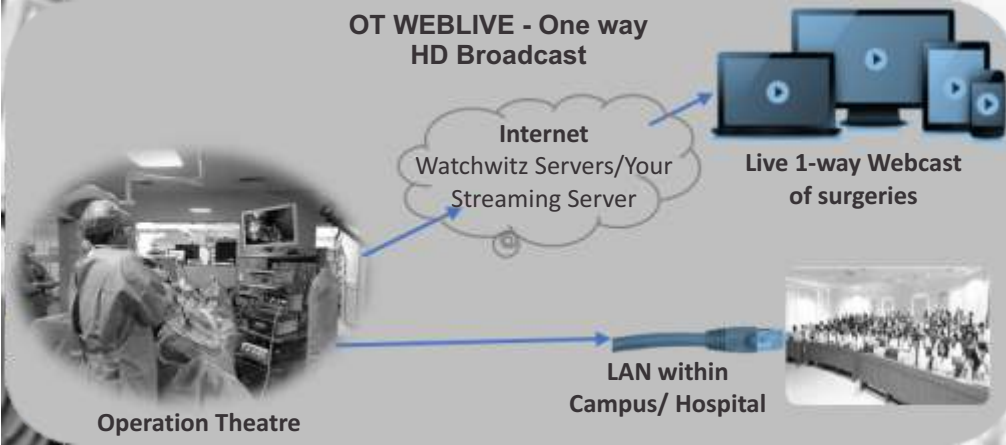 OT WEBLIVE - One way
HD Broadcast
Internet
Watchwitz Servers/Your
Streaming Server
Live 1-way Webcast
of surgeries
LAN within
Campus/ Hospital
Operation Theatre